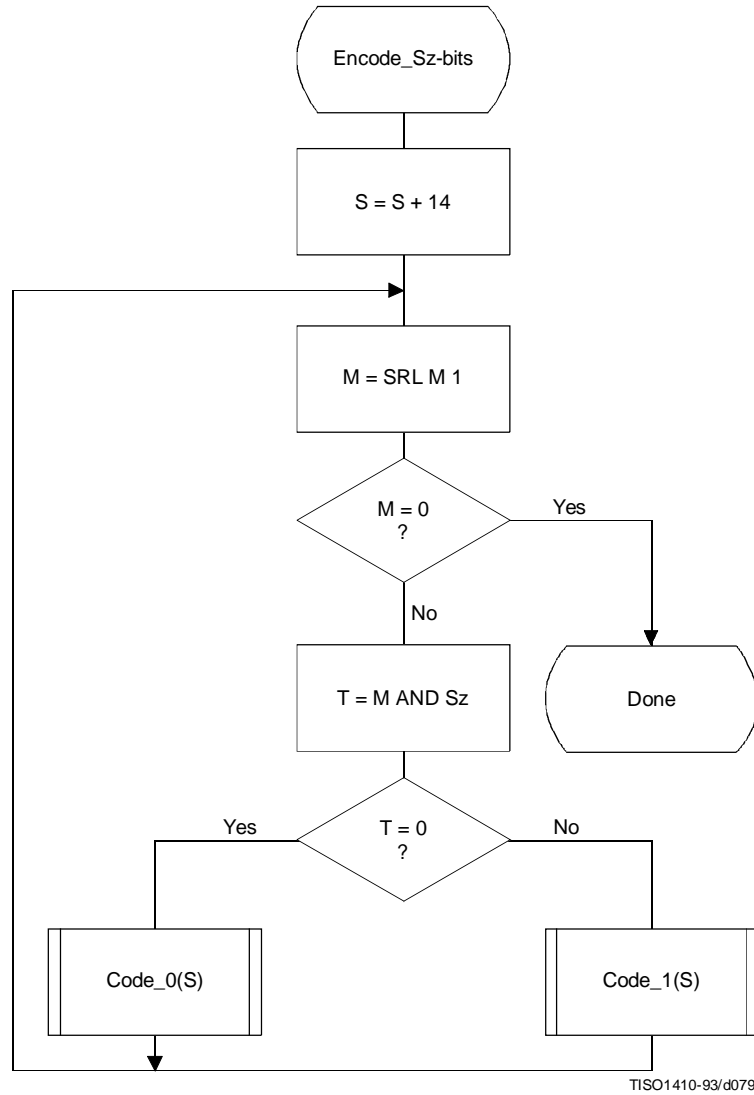 Encode_Sz-bits
S = S + 14
M = SRL M 1
M = 0
?
Yes
No
T = M AND Sz
Done
T = 0
?
Yes
No
Code_0(S)
Code_1(S)
TISO1410-93/d079